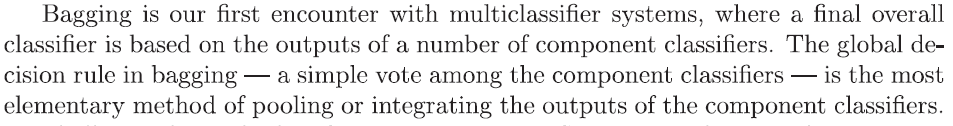 Bagging is our first encounter with multiclassifier systems, where a final overall
classifier is based on the outputs of a number of component classifiers. The global de-
cision rule in bagging — a simple vote among the component classifiers — is the most
elementary method of pooling or integrating the outputs of the component classifiers.